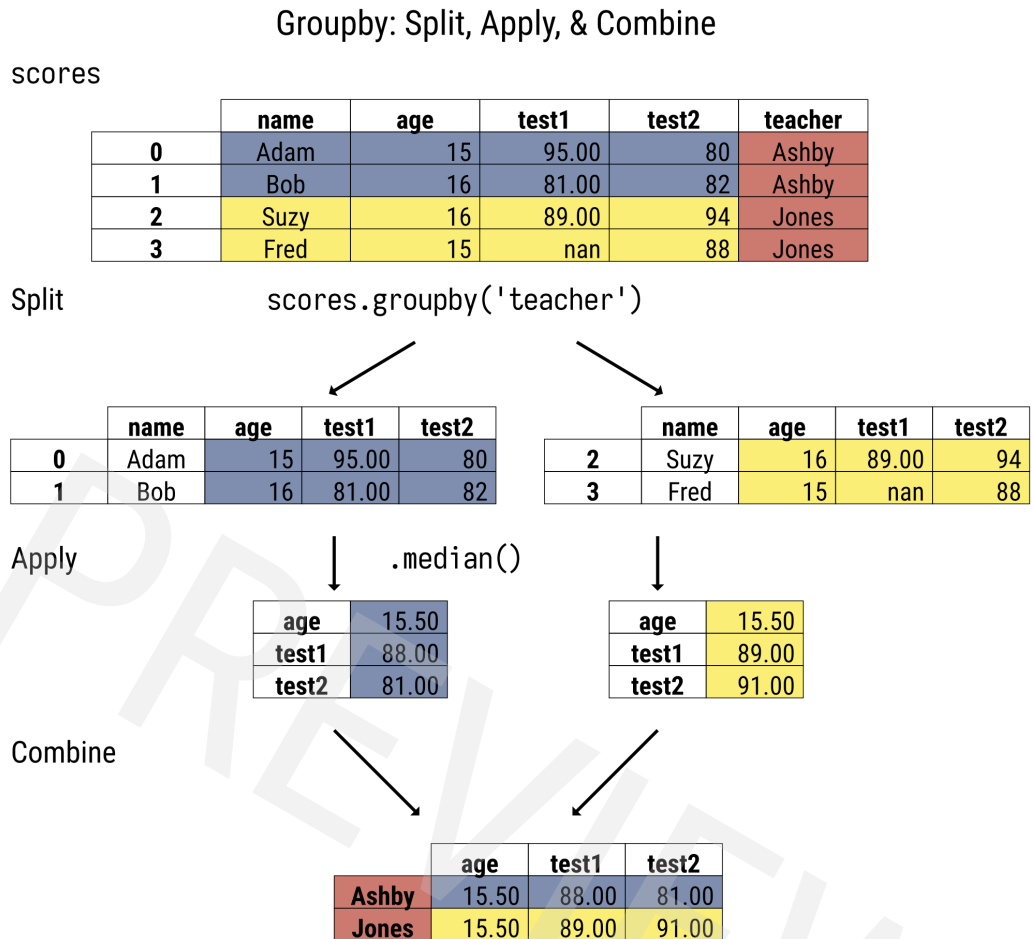 Groupby: Split, Apply, & Combine
scores
name age test1 test2 teacher
0 Adam 15 95.00 80 Ashby
1 Bob 16 81.00 82 Ashby
2 Suzy 16 89.00 94 Jones
3 Fred 15 nan 88 Jones
Split scores.groupby('teacher')
name age test1 test2
0 Adam 15 95.00 80
1 Bob 16 81.00 82
name age test1 test2
2 Suzy 16 89.00 94
3 Fred 15 nan 88
Apply .median()
age 15.50
test1 88.00
test2 81.00
age 15.50
test1 89.00
test2 91.00
Combine
age test1 test2
Ashby 15.50 88.00 81.00
Jones 15.50 89.00 91.00
PREVIEW